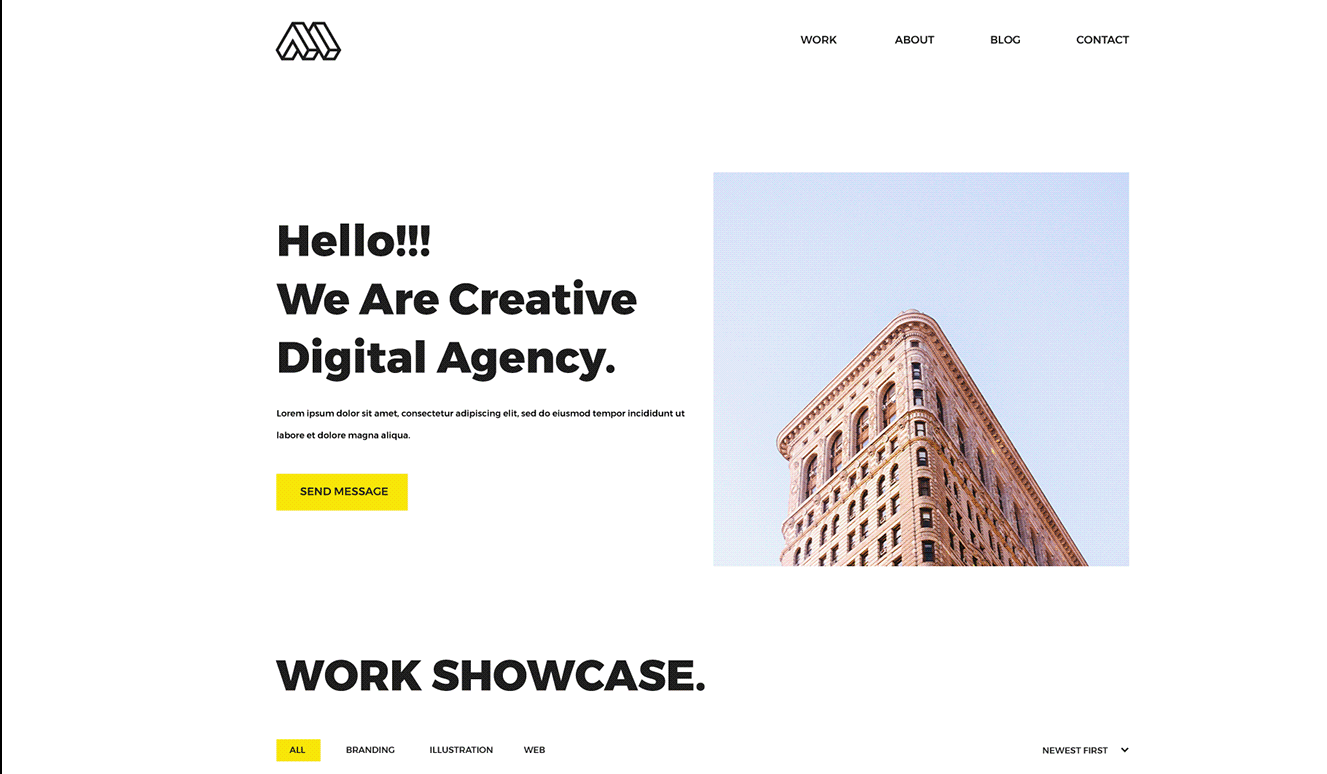 WORK ABOUT BLOG CONTACT
Hello!!!
We Are Creative
Digital Agency.
Lorem ipsum dolor sit amet, consectetur adipiscing elit, sed do eiusmod tempor incididunt ut
labore et dolore magna aliqua.
SEND MESSAGE
WORK SHOWCASE.
ALL BRANDING ILLUSTRATION WEB NEWEST FIRST